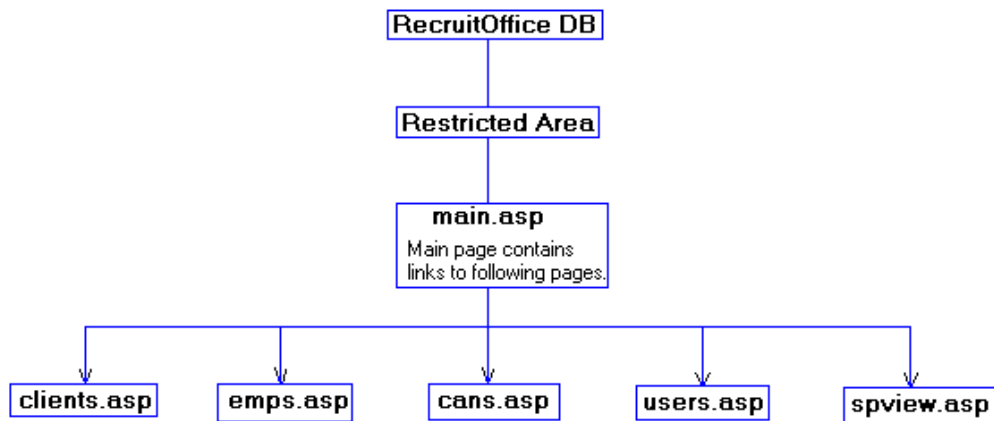 RecruitOffice DB
Restricted Area
main.asp
Main page contains
links to following pages.
clients.asp
emps.asp
cans.asp
users.asp
spview.asp